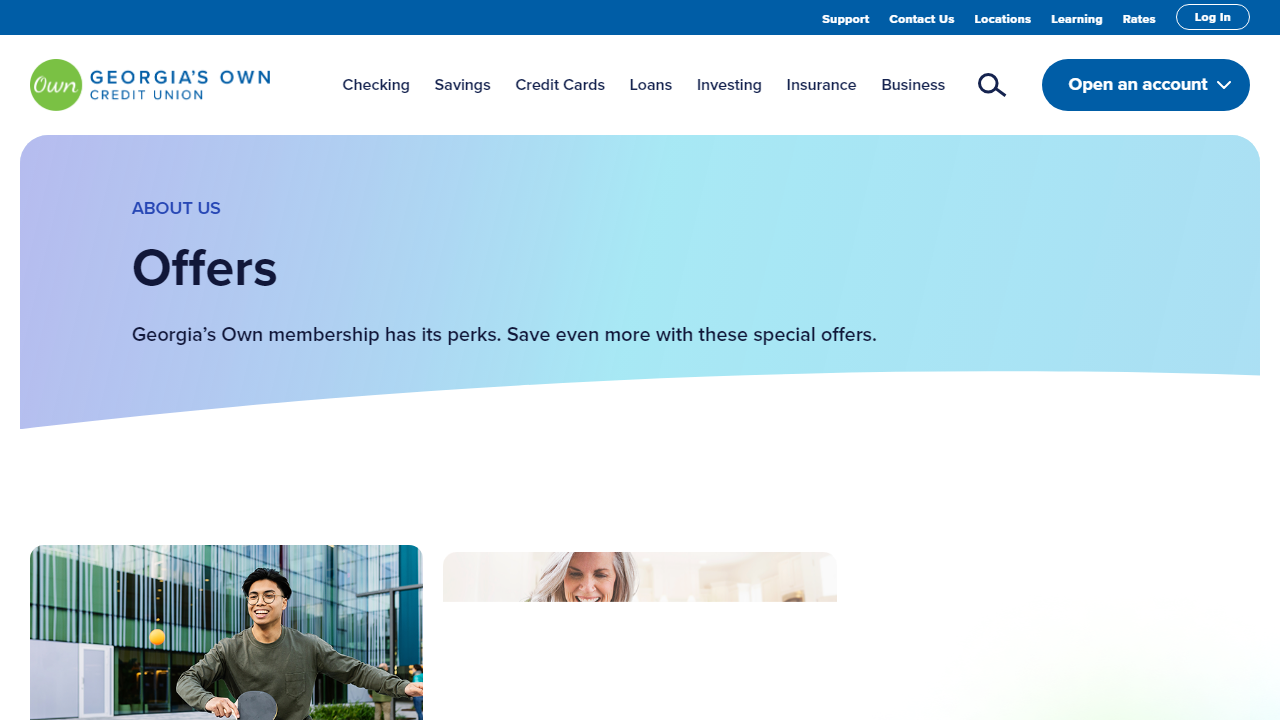 Support Contact Us Locations Learning Rates Log In
Own GEORGIA'S OWN
CREDIT UNION
Checking Savings Credit Cards Loans Investing Insurance Business Open an account
ABOUT US
Offers
Georgia’s Own membership has its perks. Save even more with these special offers.